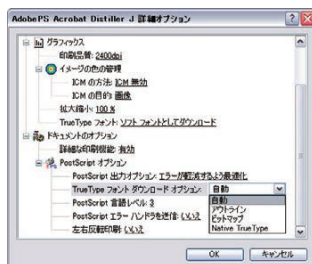 AdobePS Acrobat Distiller J 詳細オプション
グラフィックス
印刷品質: 2400dpi
イメージの色の管理
ICM の方法: ICM 無効
ICM の目的: 画像
拡大縮小: 100 %
TrueType フォント: ソフト フォントとしてダウンロード
ドキュメントのオプション
詳細な印刷機能: 有効
PostScript オプション
PostScript 出力オプション: エラーが軽減するよう最適化
TrueType フォント ダウンロード オプション: 自動
自動
アウトライン
ビットマップ
Native TrueType
PostScript 言語レベル: 3
PostScript エラー ハンドラを送信: いいえ
左右反転印刷: いいえ
OK キャンセル